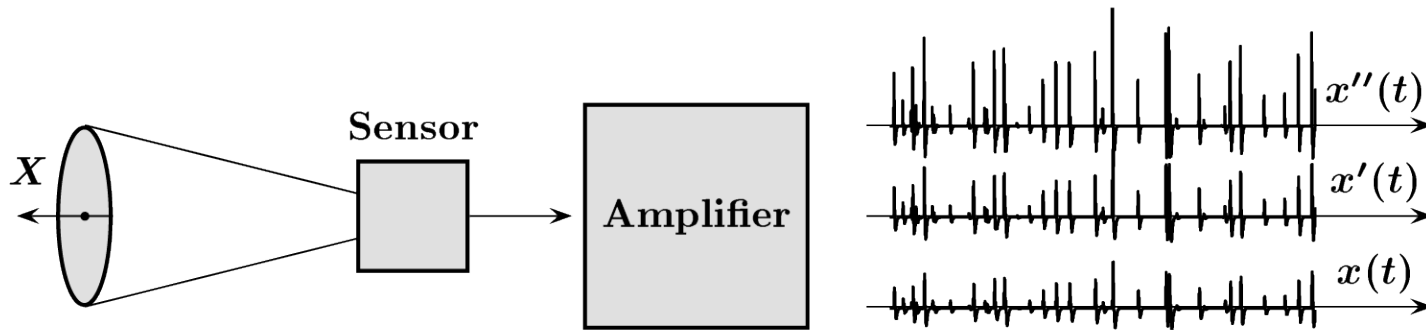 X
Sensor
Amplifier
x''(t)
x'(t)
x(t)